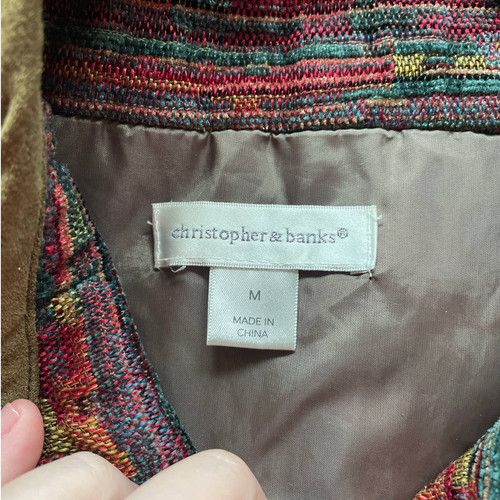 christopher & banks®
M
MADE IN
CHINA